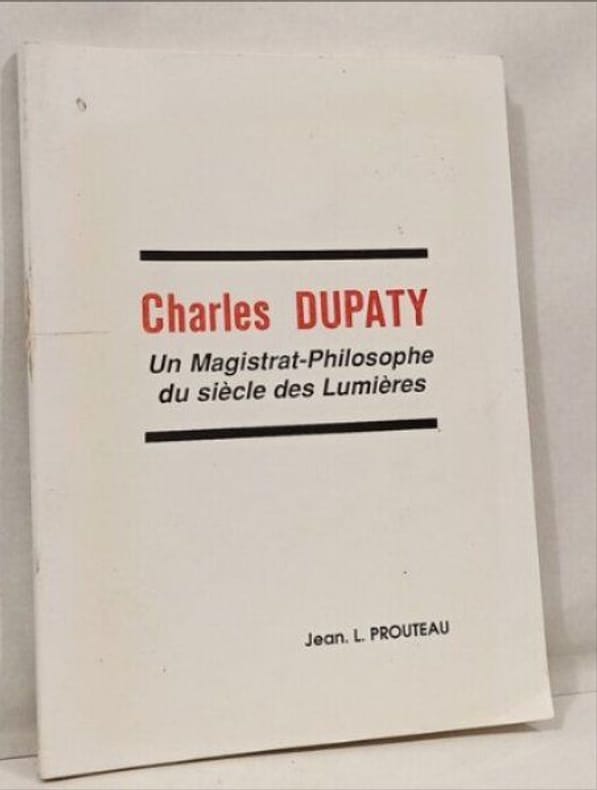 Charles DUPATY
Un Magistrat-Philosophe
du siècle des Lumières
Jean. L. PROUTEAU